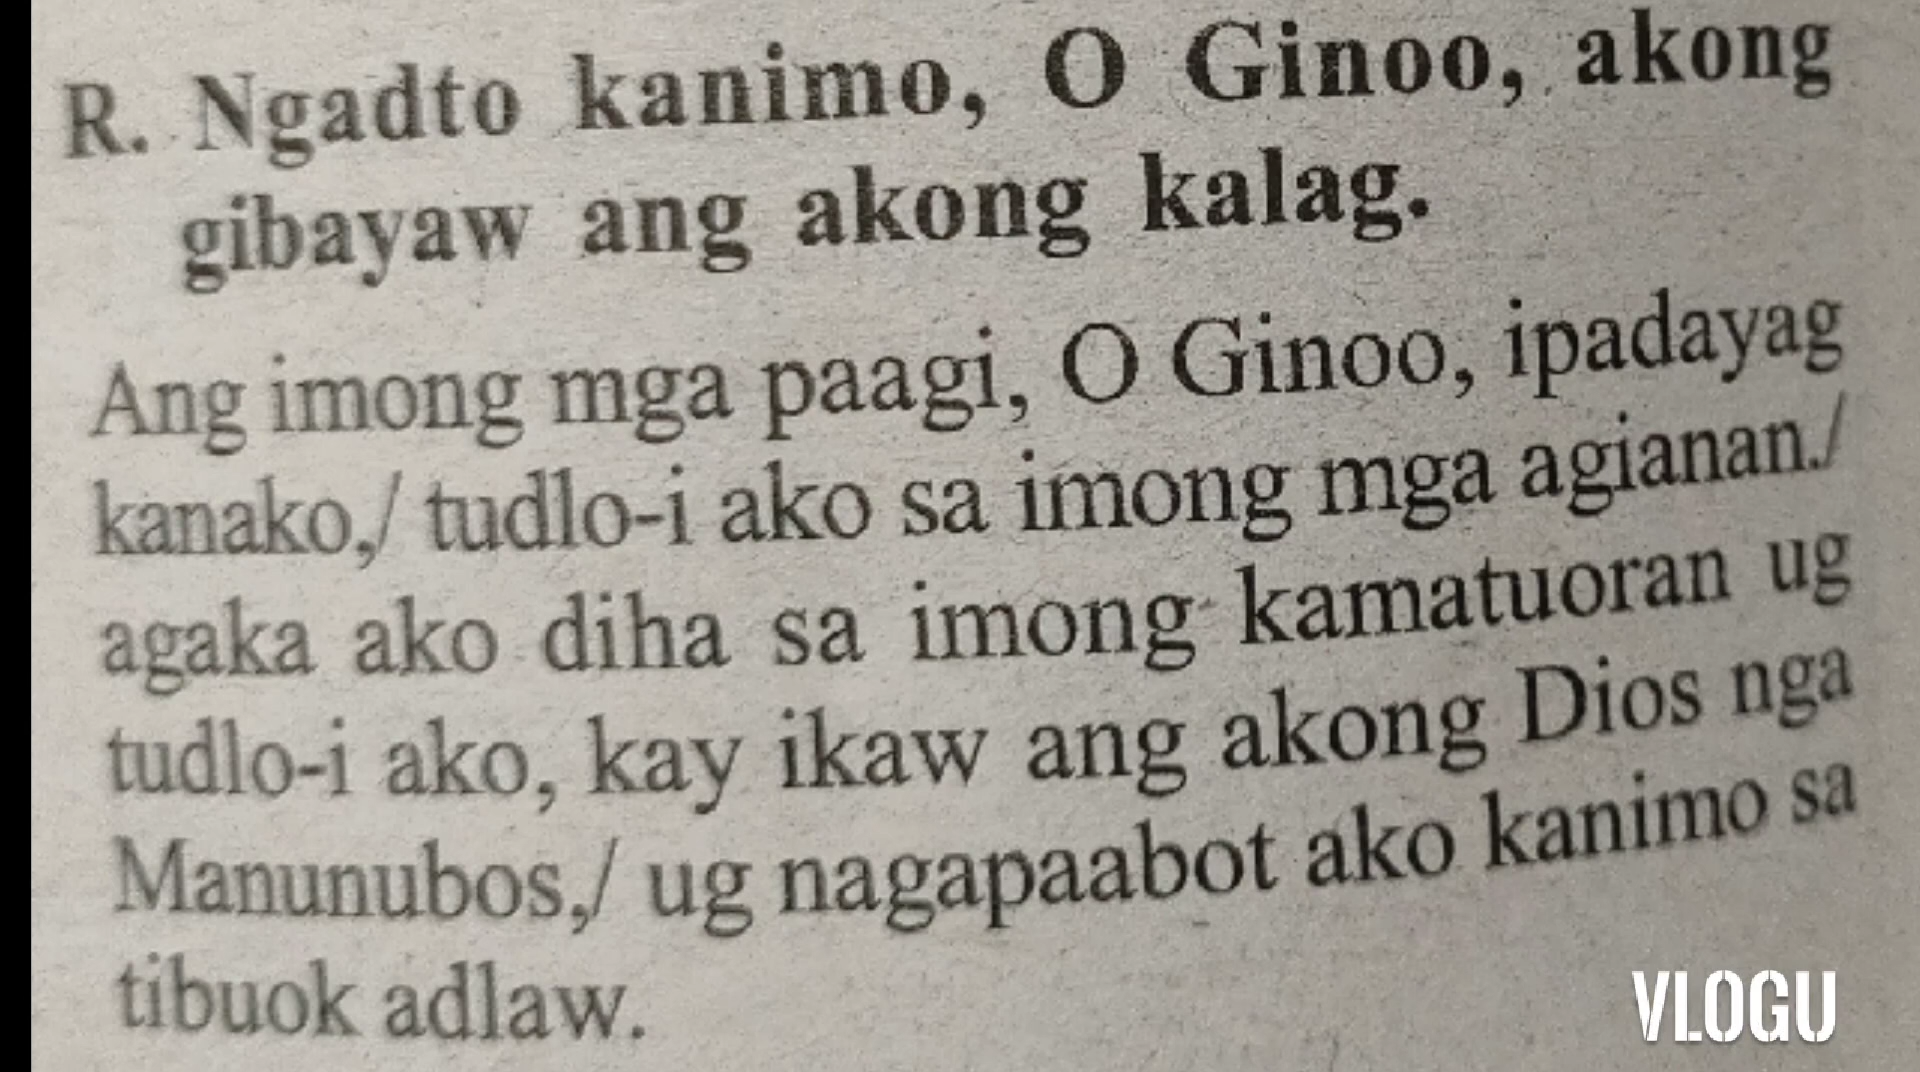 R. Ngadto kanimo, O Ginoo, akong
gibayaw ang akong kalag.
Ang imong mga paagi, O Ginoo, ipadayag
kanako,/ tudlo-i ako sa imong mga agianan./
agaka ako diha sa imong kamatuoran ug
tudlo-i ako, kay ikaw ang akong Dios nga
Manunubos,/ ug nagapaabot ako kanimo sa
tibuok adlaw.
VLOGU